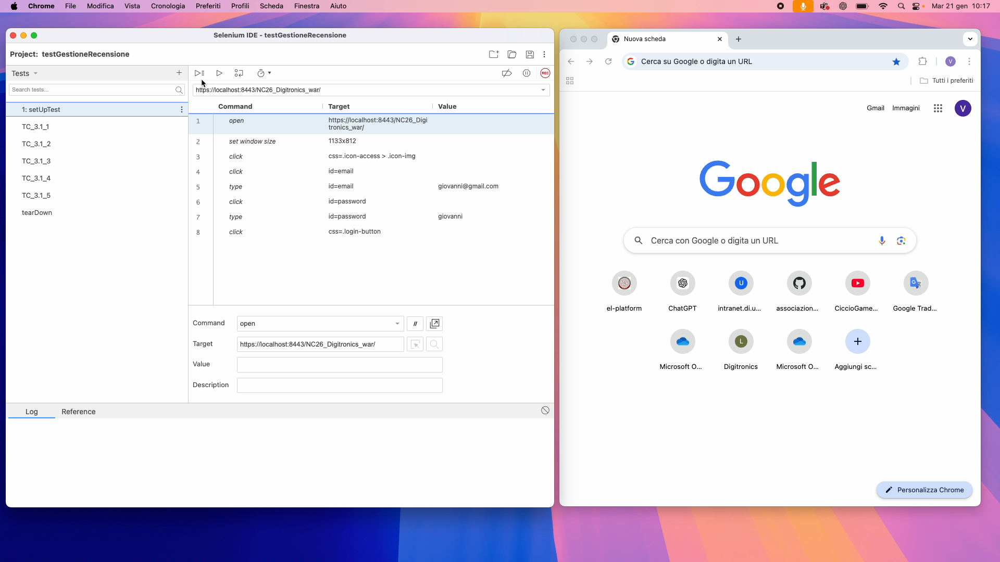 Chrome File Modifica Vista Cronologia Preferiti Profili Scheda Finestra Aiuto Mar 21 gen 10:17
Selenium IDE - testGestioneRecensione
Project: testGestioneRecensione
Tests
Search tests...
1: setUpTest
TC_3.1_1
TC_3.1_2
TC_3.1_3
TC_3.1_4
TC_3.1_5
tearDown
REC
https://localhost:8443/NC26_Digitronics_war/
Command Target Value
1 open https://localhost:8443/NC26_Digi
tronics_war/
2 set window size 1133x812
3 click css=.icon-access > .icon-img
4 click id=email
5 type id=email giovanni@gmail.com
6 click id=password
7 type id=password giovanni
8 click css=.login-button
Command open //
Target https://localhost:8443/NC26_Digitronics_war/
Value
Description
Log Reference
Nuova scheda
Cerca su Google o digita un URL
V
Tutti i preferiti
Gmail Immagini V
Google
Cerca con Google o digita un URL
U
el-platform ChatGPT intranet.di.u... associazion... CiccioGame... Google Trad...
L
Microsoft O... Digitronics Microsoft O... Aggiungi sc...
Personalizza Chrome